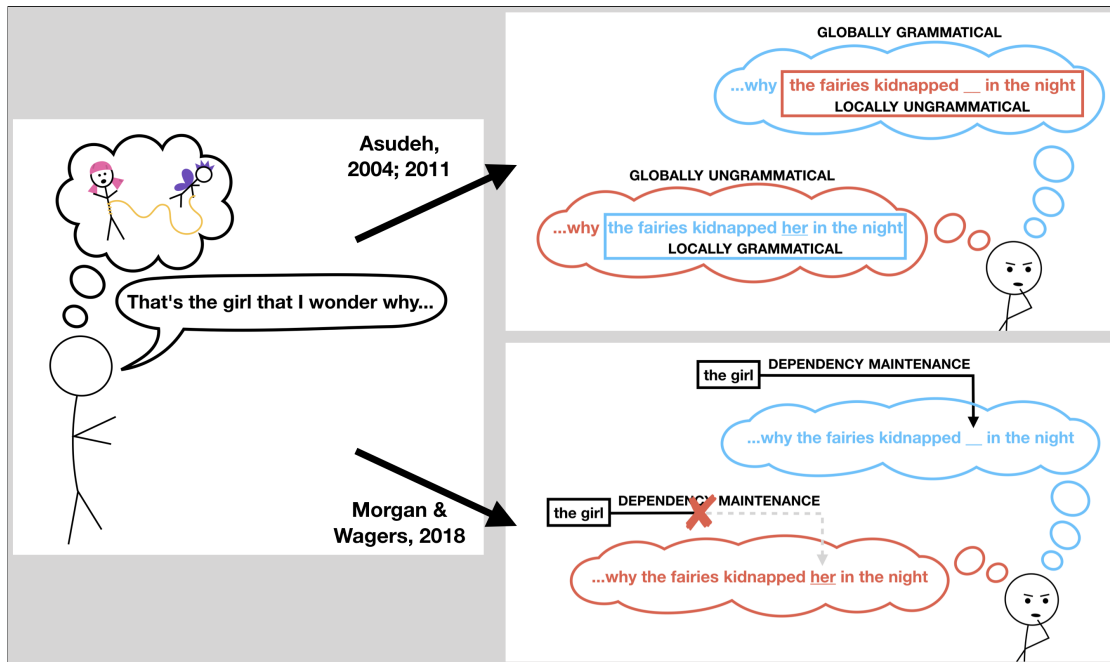 Asudeh,
2004; 2011
That's the girl that I wonder why...
Morgan &
Wagers, 2018
GLOBALLY GRAMMATICAL
...why the fairies kidnapped __ in the night
LOCALLY UNGRAMMATICAL
GLOBALLY UNGRAMMATICAL
...why the fairies kidnapped her in the night
LOCALLY GRAMMATICAL
DEPENDENCY MAINTENANCE
the girl
...why the fairies kidnapped __ in the night
DEPENDENCY MAINTENANCE
the girl
...why the fairies kidnapped her in the night